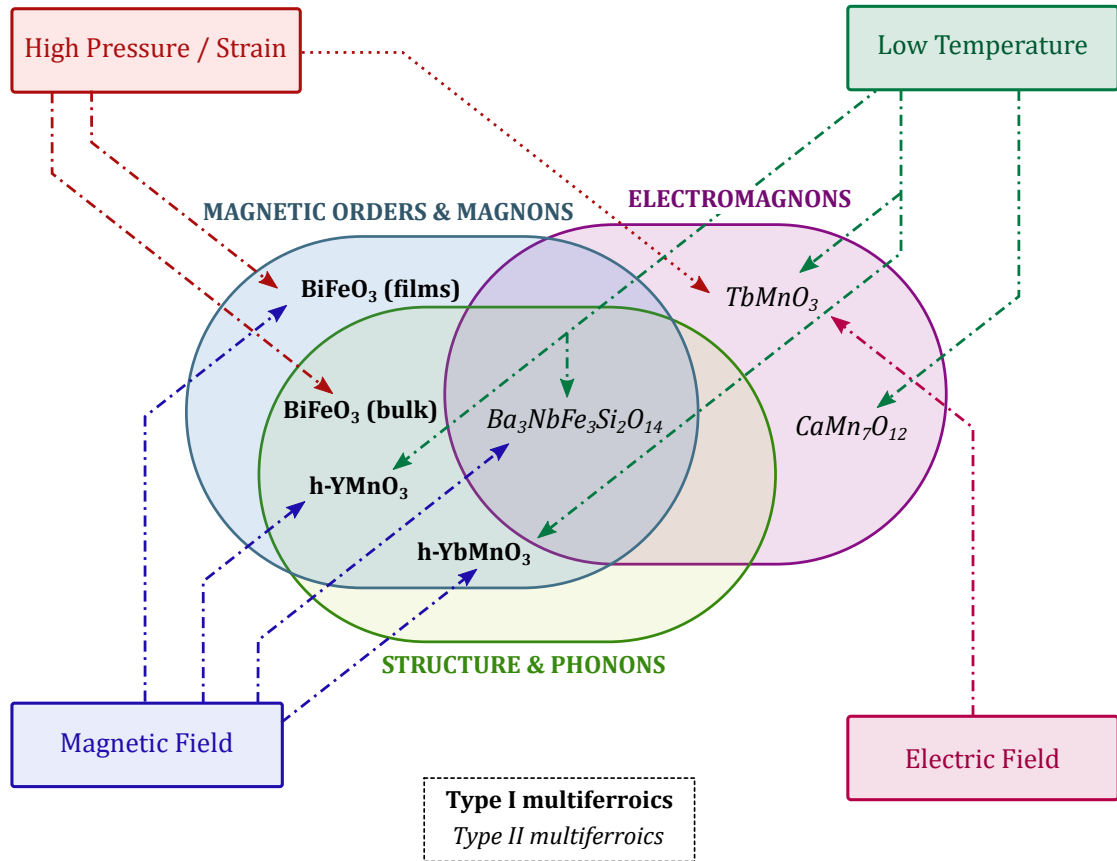 High Pressure / Strain
Low Temperature
MAGNETIC ORDERS & MAGNONS
ELECTROMAGNONS
BiFeO₃ (films)
TbMnO₃
BiFeO₃ (bulk)
Ba₃NbFe₃Si₂O₁₄
CaMn₇O₁₂
h-YMnO₃
h-YbMnO₃
STRUCTURE & PHONONS
Magnetic Field
Electric Field
Type I multiferroics
Type II multiferroics